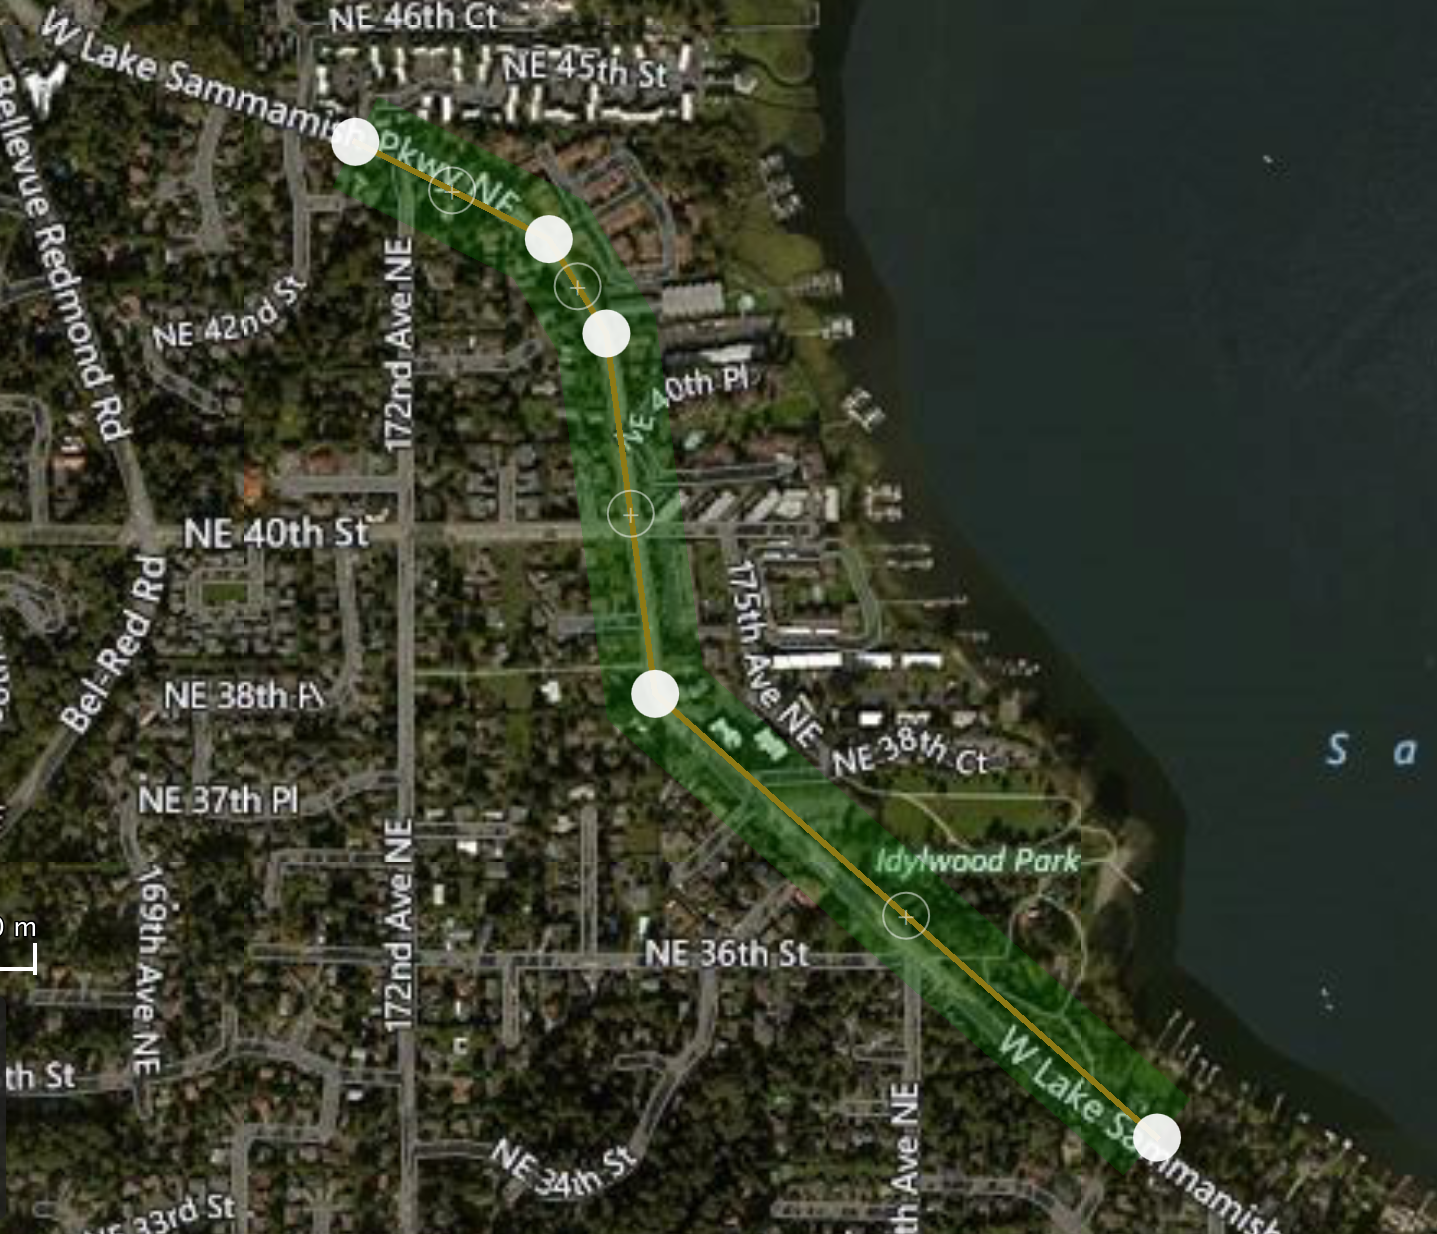 NE 46th Ct
W Lake Sammamish Pkwy NE
NE 45th St
Bellevue Redmond Rd
NE 42nd St
172nd Ave NE
NE 40th Pl
NE 40th St
Bel-Red Rd
175th Ave NE
NE 38th
NE 38th Ct
S a
NE 37th Pl
Idylwood Park
172nd Ave NE
169th Ave NE
0 m
NE 36th St
W Lake Sammamish
th St
th Ave NE
NE 34th St
NE 33rd St